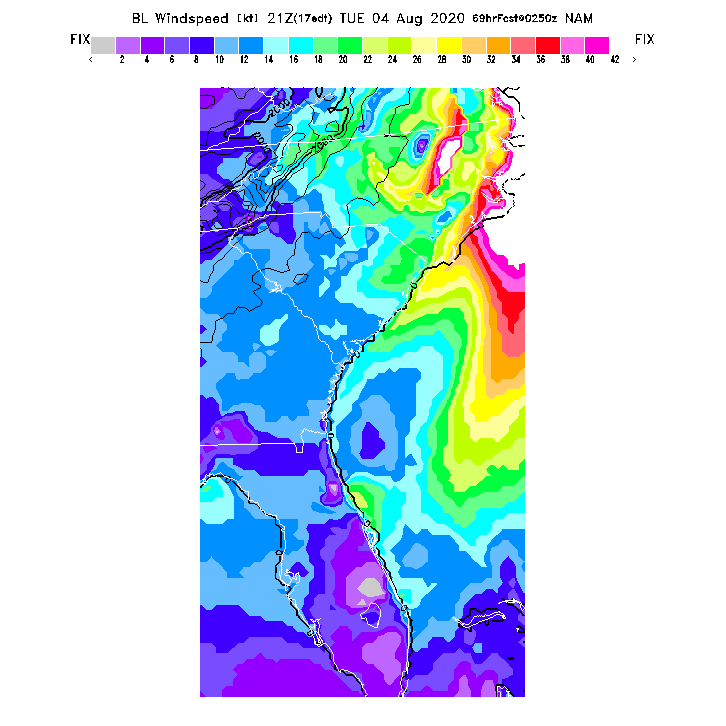 BL Windspeed [kt] 21Z(17edt) TUE 04 Aug 2020 69hrFcst@0250z NAM
FIX FIX
< 2 4 6 8 10 12 14 16 18 20 22 24 26 28 30 32 34 36 38 40 42 >
2000